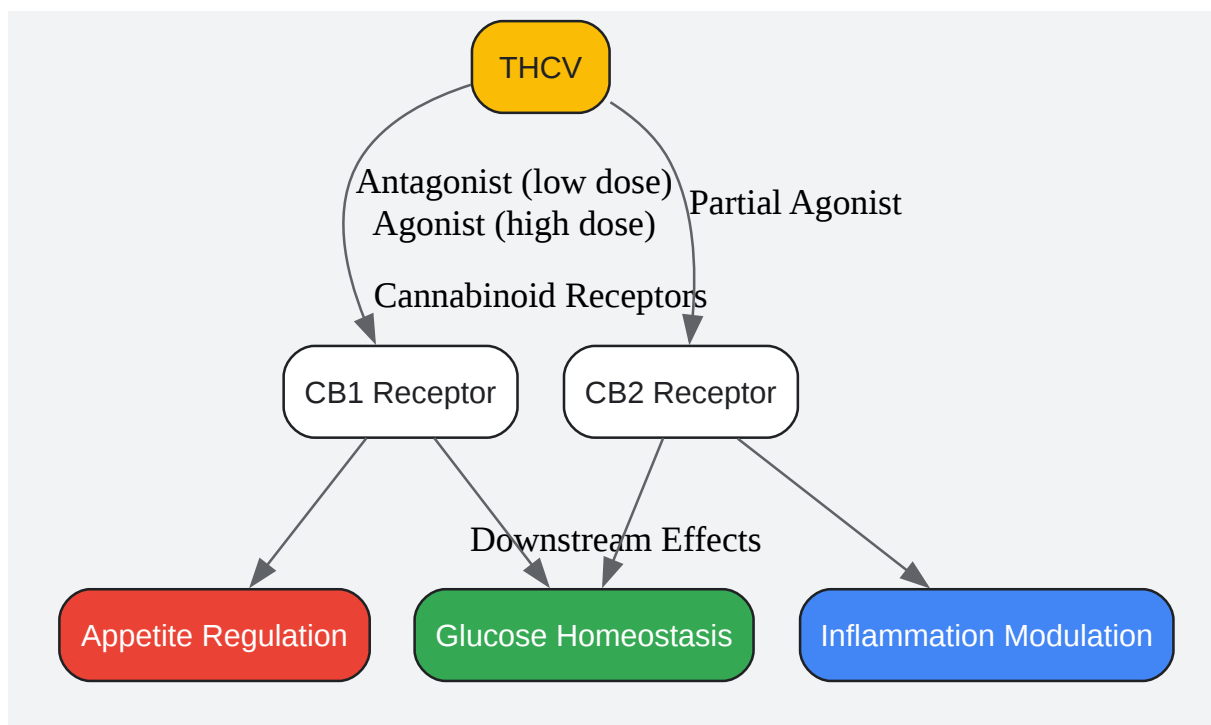 THCV
Antagonist (low dose)
Agonist (high dose)
Partial Agonist
Cannabinoid Receptors
CB1 Receptor
CB2 Receptor
Downstream Effects
Appetite Regulation
Glucose Homeostasis
Inflammation Modulation